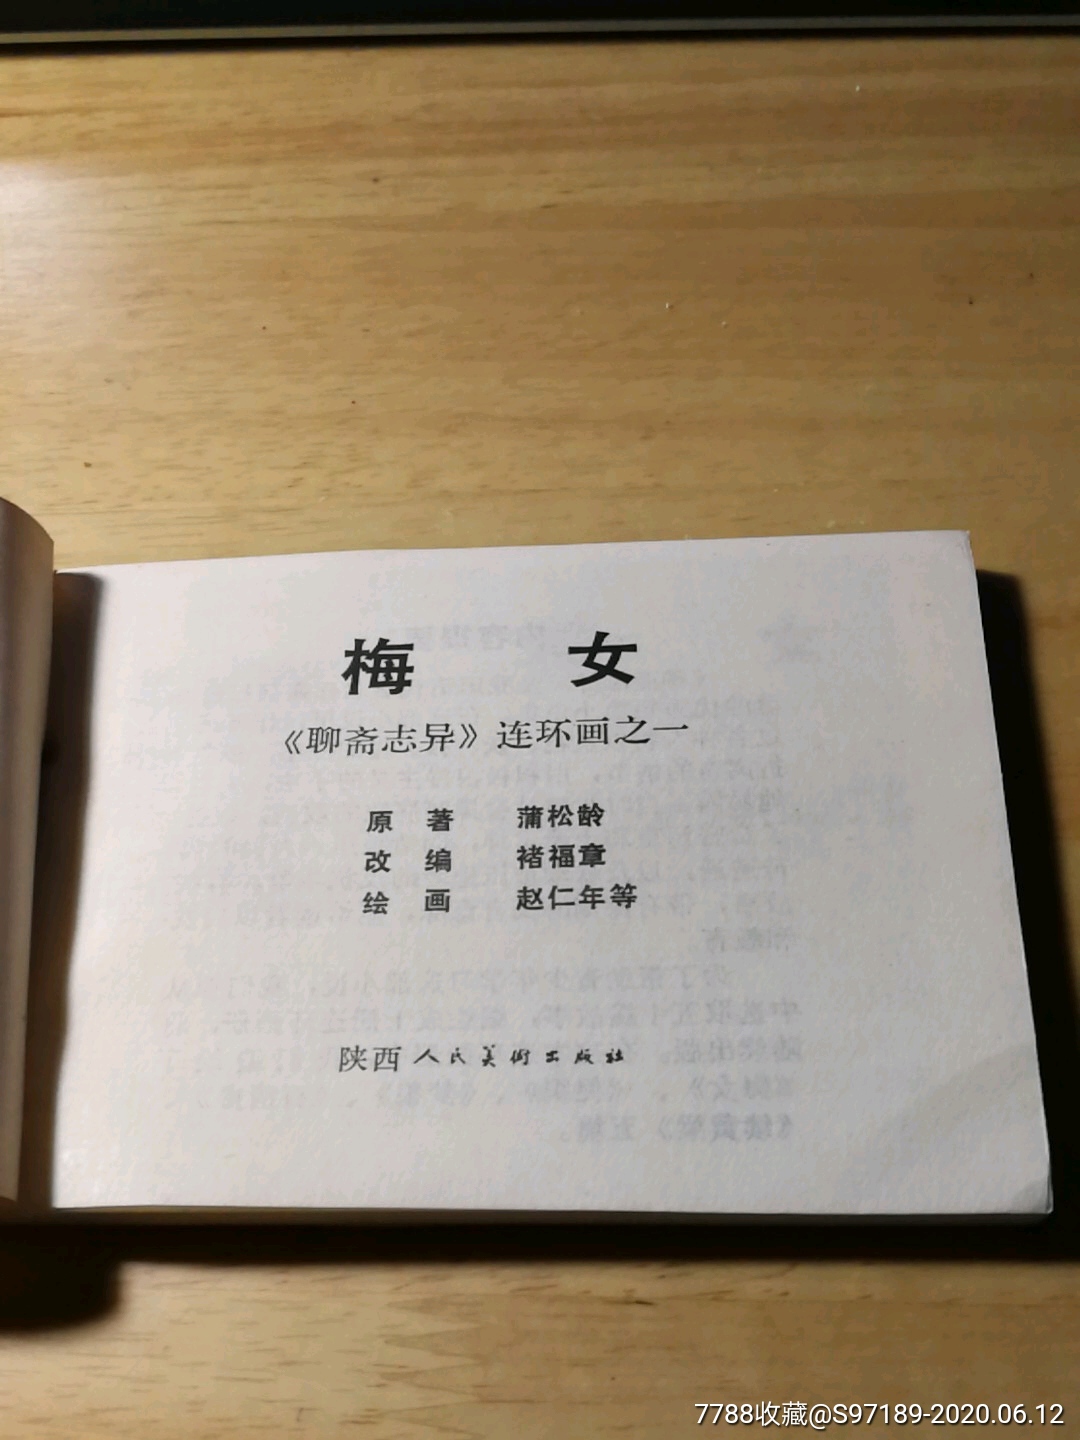 梅 女
《聊斋志异》连环画之一
原 著 蒲松龄
改 编 褚福章
绘 画 赵仁年等
陕西人民美術出版社
7788收藏@S97189-2020.06.12